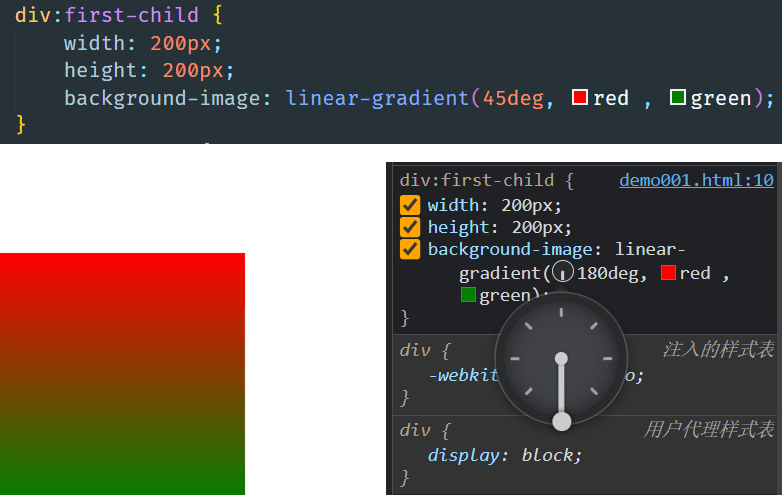 div:first-child {
width: 200px;
height: 200px;
background-image: linear-gradient(45deg, red , green);
}
div:first-child { demo001.html:10
width: 200px;
height: 200px;
background-image: linear-
gradient(180deg, red ,
green);
}
div { 注入的样式表
-webkit o;
}
div { 用户代理样式表
display: block;
}